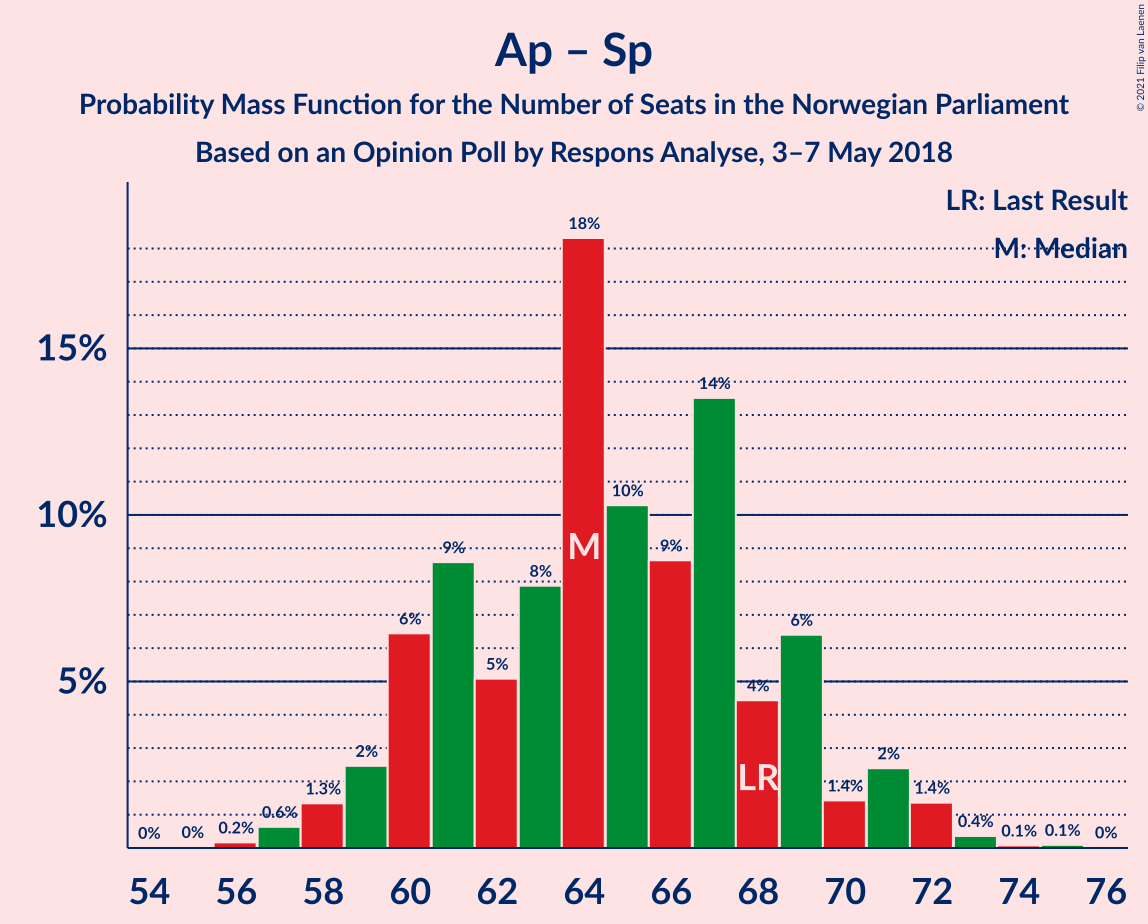 Ap – Sp
Probability Mass Function for the Number of Seats in the Norwegian Parliament
Based on an Opinion Poll by Respons Analyse, 3–7 May 2018
© 2021 Filip van Laenen
LR: Last Result
M: Median
15%
10%
5%
0%
0%
0.2%
0.6%
1.3%
2%
6%
9%
5%
8%
18%
10%
9%
14%
4%
6%
1.4%
2%
1.4%
0.4%
0.1%
0.1%
0%
M
LR
54 56 58 60 62 64 66 68 70 72 74 76